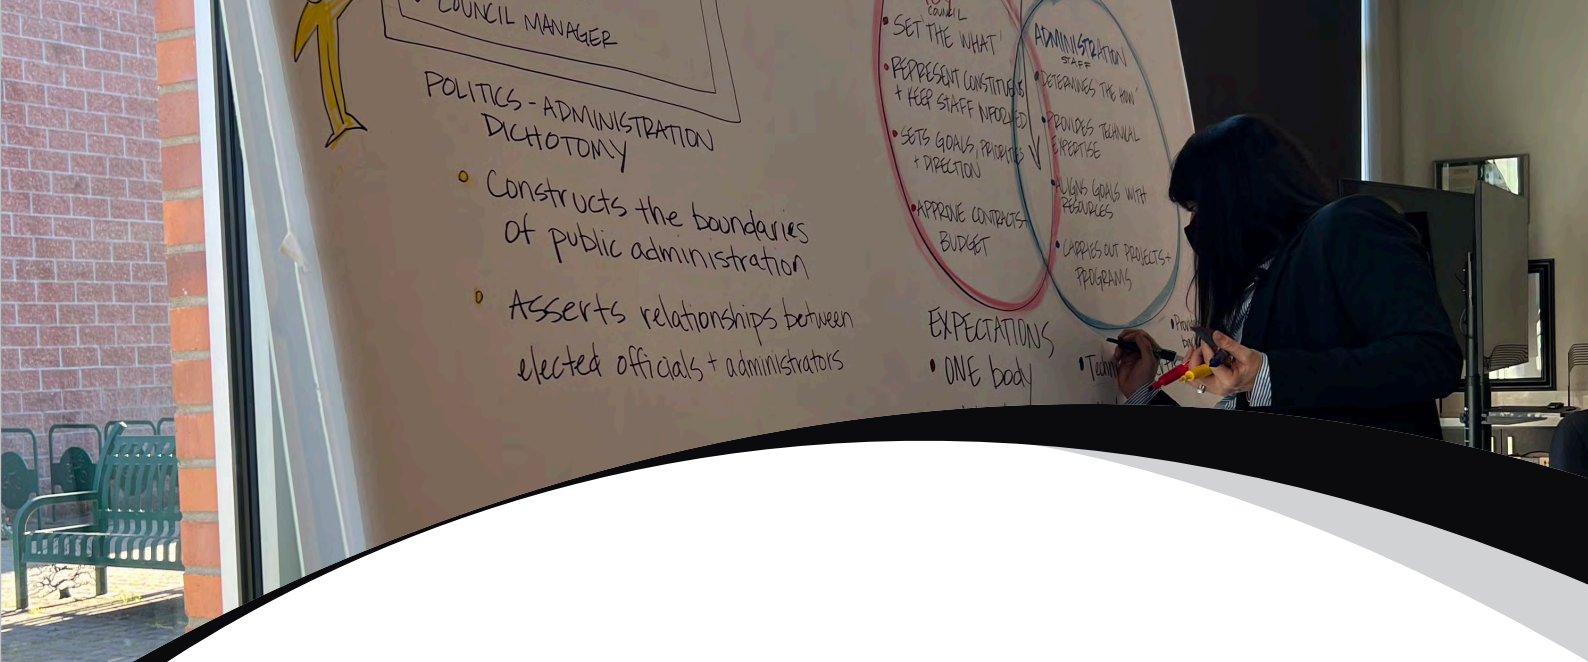 COUNCIL MANAGER
POLITICS - ADMINISTRATION
DICHOTOMY
Constructs the boundaries
of public administration
Asserts relationships between
elected officials + administrators
COUNCIL
• SET 'THE WHAT'
• REPRESENT CONSTITUENTS
+ KEEP STAFF INFORMED
• SETS GOALS, PRIORITIES
+ DIRECTION
• APPROVE CONTRACTS +
BUDGET
ADMINISTRATION
STAFF
• DETERMINES 'THE HOW'
• PROVIDES TECHNICAL
EXPERTISE
• ALIGNS GOALS WITH
RESOURCES
• CARRIES OUT PROJECTS +
PROGRAMS
EXPECTATIONS
• ONE body